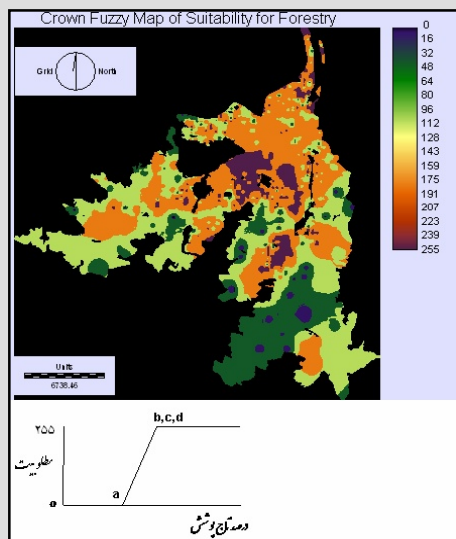 Crown Fuzzy Map of Suitability for Forestry
Grid North
0
16
32
48
64
80
96
112
128
143
159
175
191
207
223
239
255
Units
6738.46
b,c,d
۲۵۵
مطلوبیت
a
۰
درصد تاج پوشش